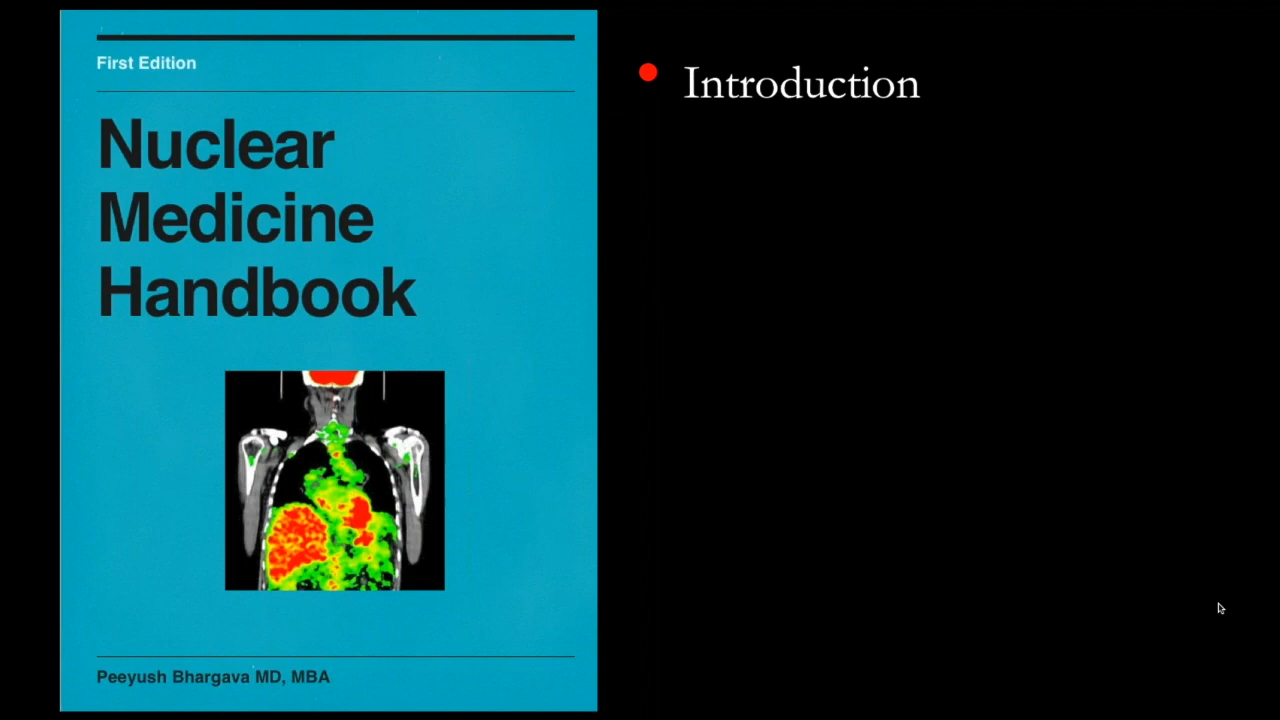 First Edition
Nuclear
Medicine
Handbook
Peeyush Bhargava MD, MBA
Introduction